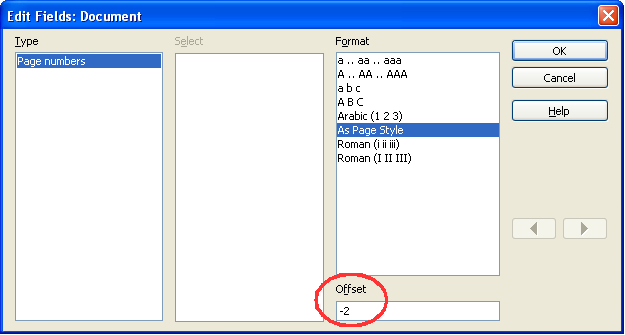 Edit Fields: Document
Type
Page numbers
Select
Format
a .. aa .. aaa
A .. AA .. AAA
a b c
A B C
Arabic (1 2 3)
As Page Style
Roman (i ii iii)
Roman (I II III)
Offset
-2
OK
Cancel
Help